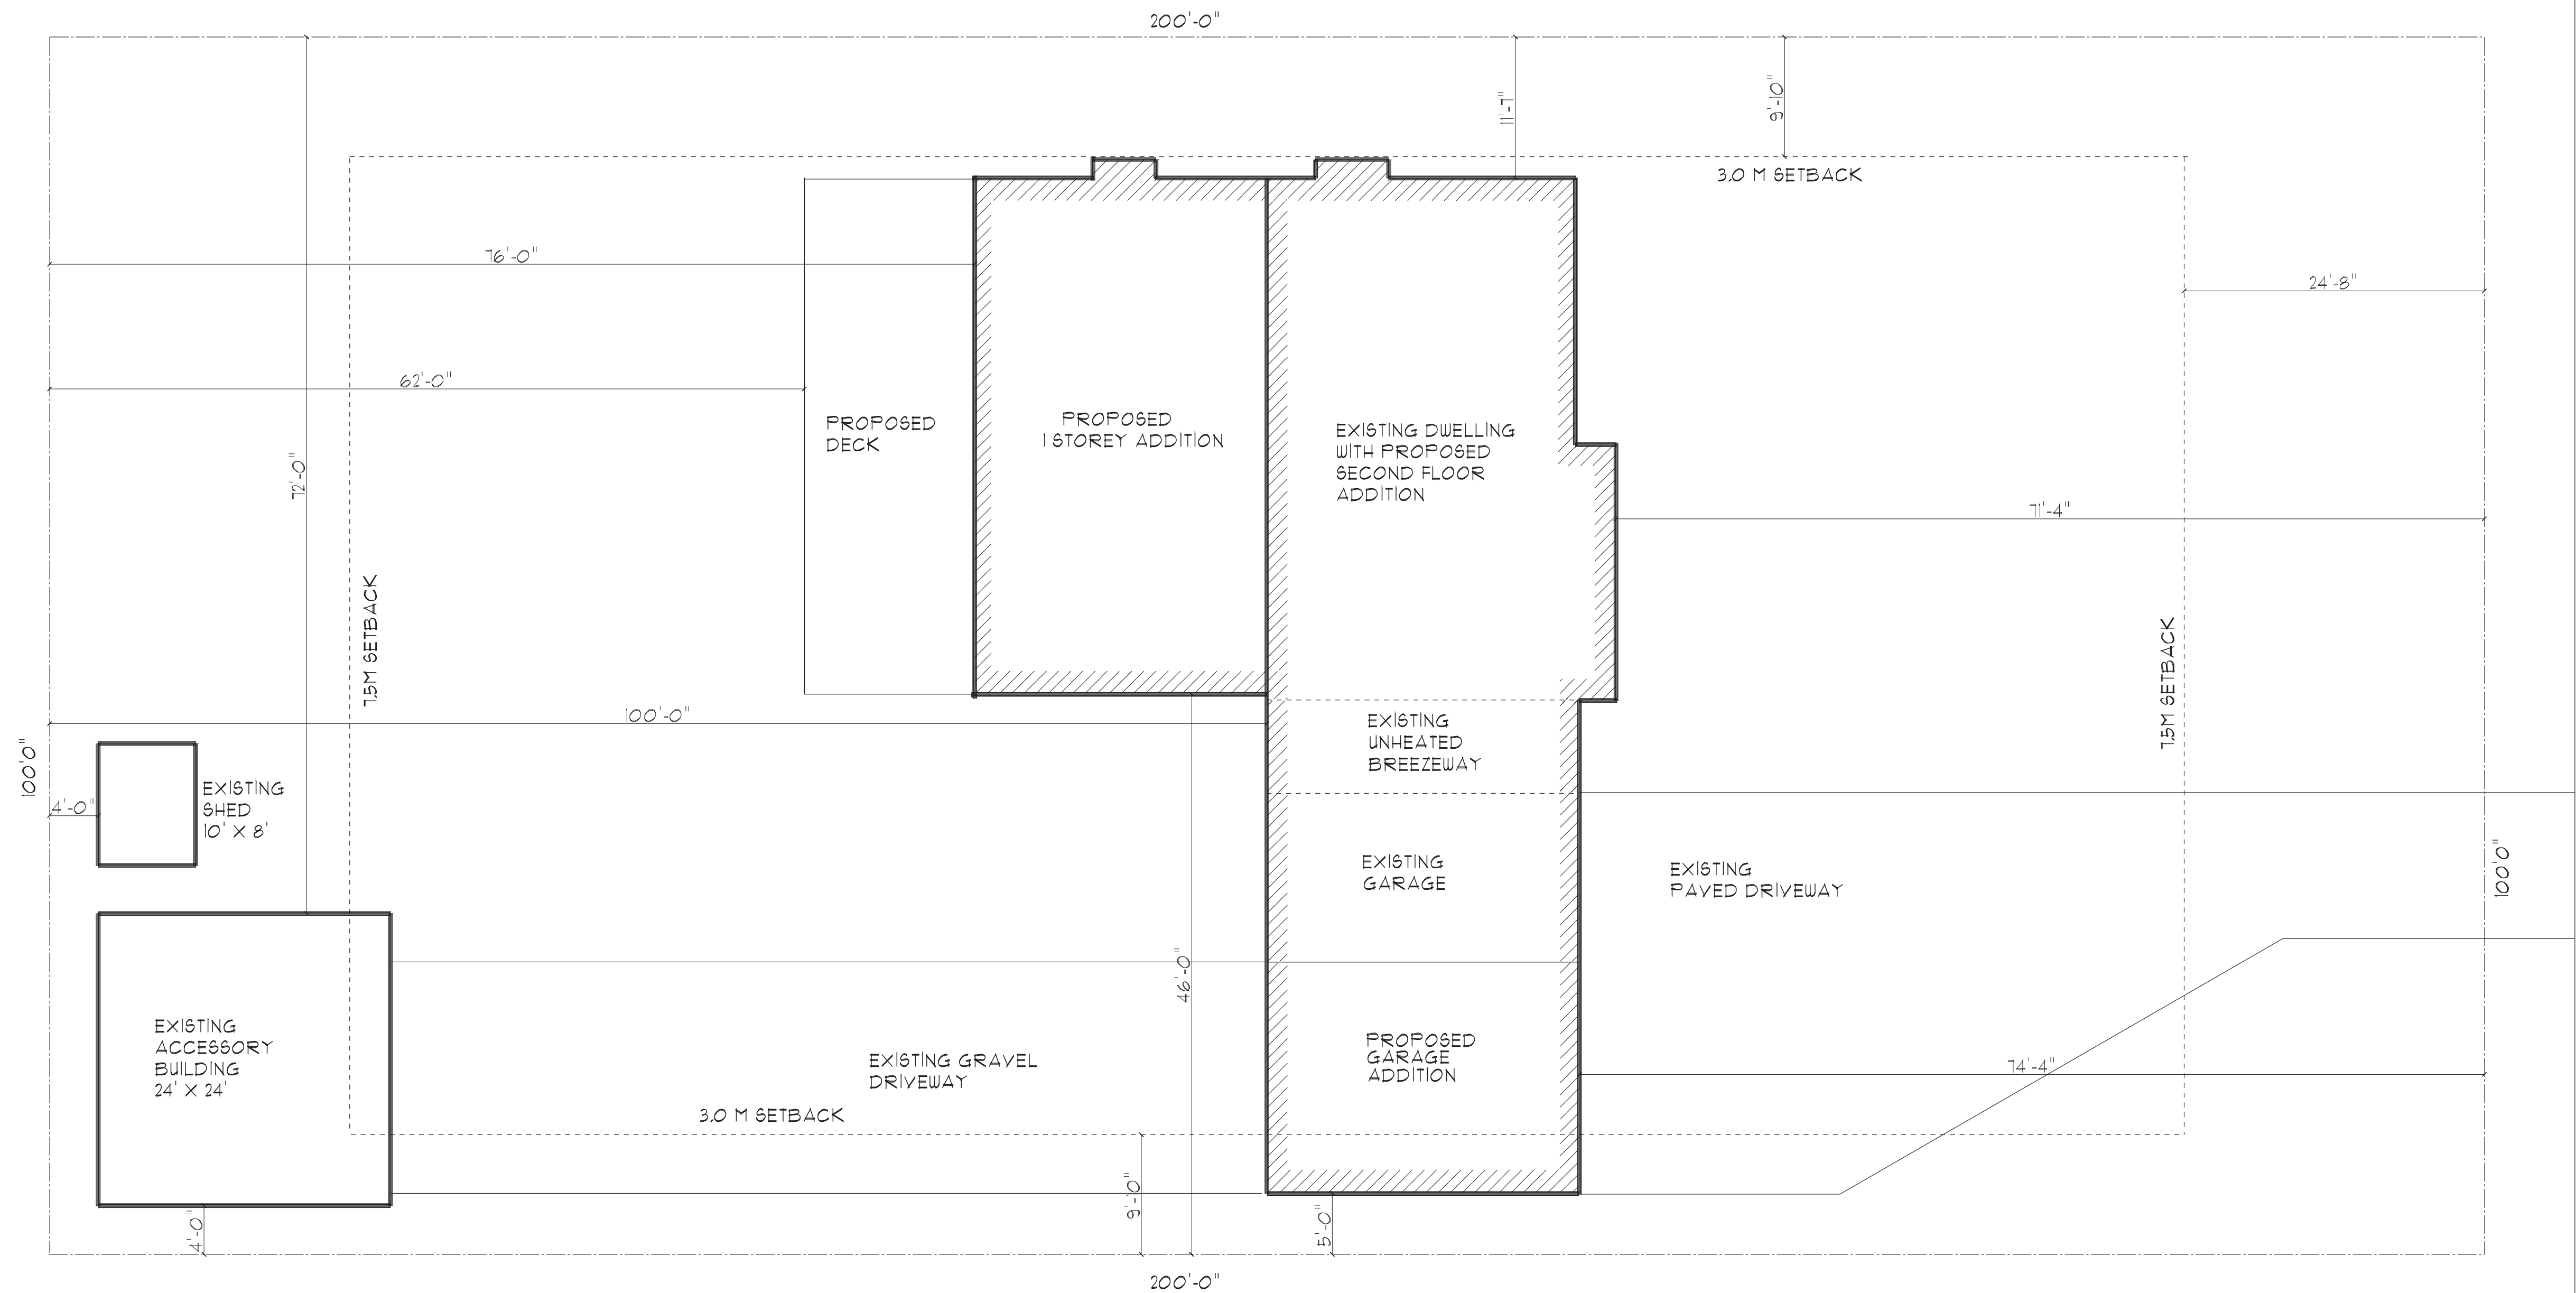 200'-0"
11'-7"
9'-10"
3.0 M SETBACK
76'-0"
24'-8"
62'-0"
PROPOSED
DECK
PROPOSED
1 STOREY ADDITION
EXISTING DWELLING
WITH PROPOSED
SECOND FLOOR
ADDITION
72'-0"
71'-4"
7.5M SETBACK
7.5M SETBACK
100'-0"
EXISTING
UNHEATED
BREEZEWAY
100'0"
4'-0"
EXISTING
SHED
10' X 8'
EXISTING
GARAGE
EXISTING
PAVED DRIVEWAY
100'0"
46'-0"
EXISTING
ACCESSORY
BUILDING
24' X 24'
EXISTING GRAVEL
DRIVEWAY
PROPOSED
GARAGE
ADDITION
74'-4"
3.0 M SETBACK
9'-10"
4'-0"
5'-0"
200'-0"